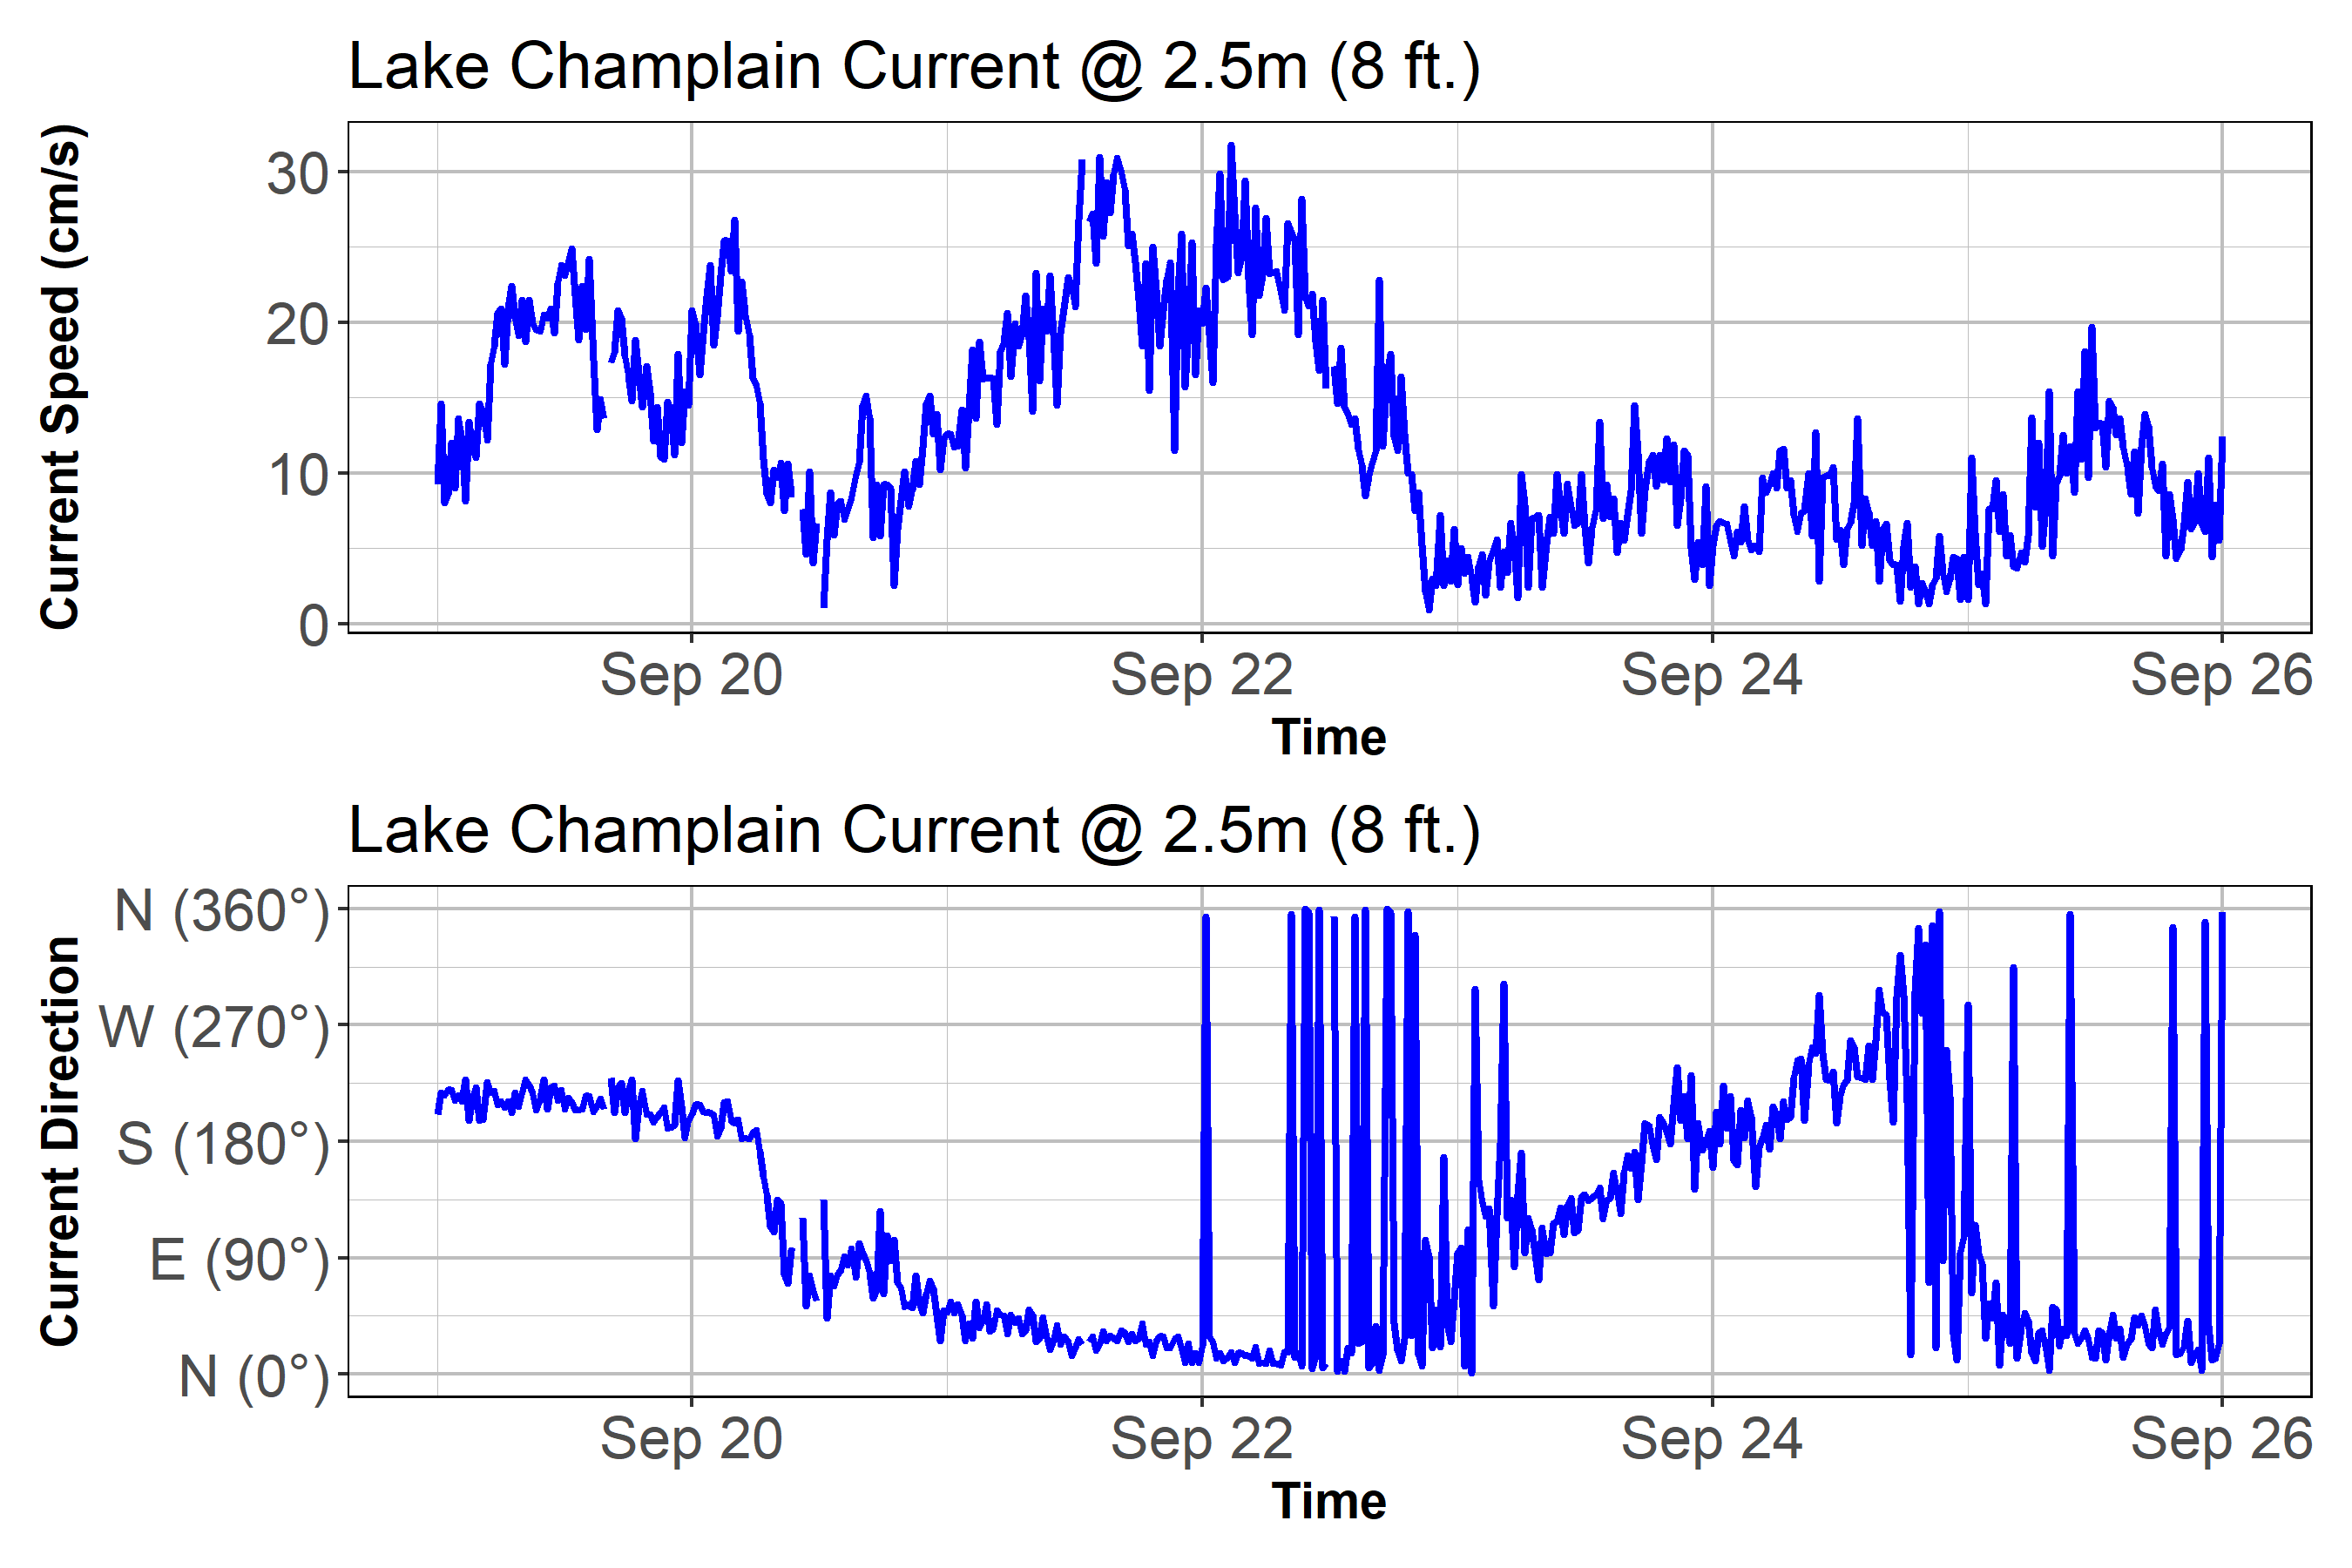 Lake Champlain Current @ 2.5m (8 ft.)
Current Speed (cm/s)
30
20
10
0
Sep 20 Sep 22 Sep 24 Sep 26
Time
Lake Champlain Current @ 2.5m (8 ft.)
Current Direction
N (360°)
W (270°)
S (180°)
E (90°)
N (0°)
Sep 20 Sep 22 Sep 24 Sep 26
Time